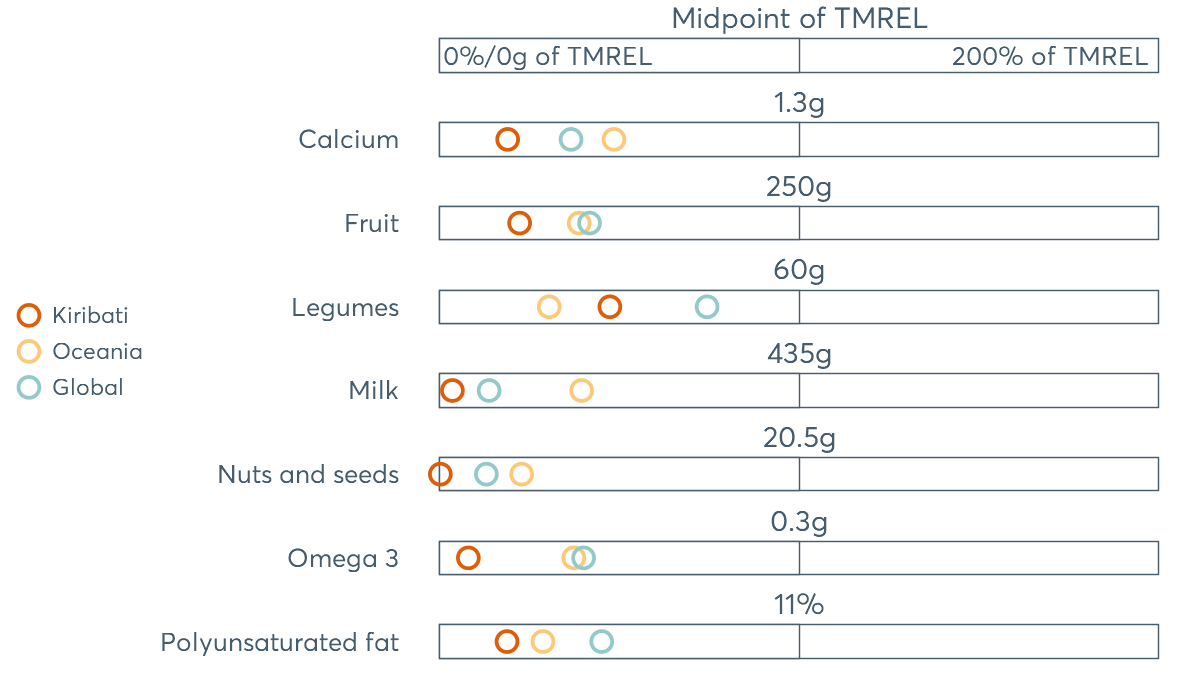 Midpoint of TMREL
0%/0g of TMREL 200% of TMREL
1.3g
Calcium
250g
Fruit
60g
Legumes
435g
Milk
20.5g
Nuts and seeds
0.3g
Omega 3
11%
Polyunsaturated fat
Kiribati
Oceania
Global